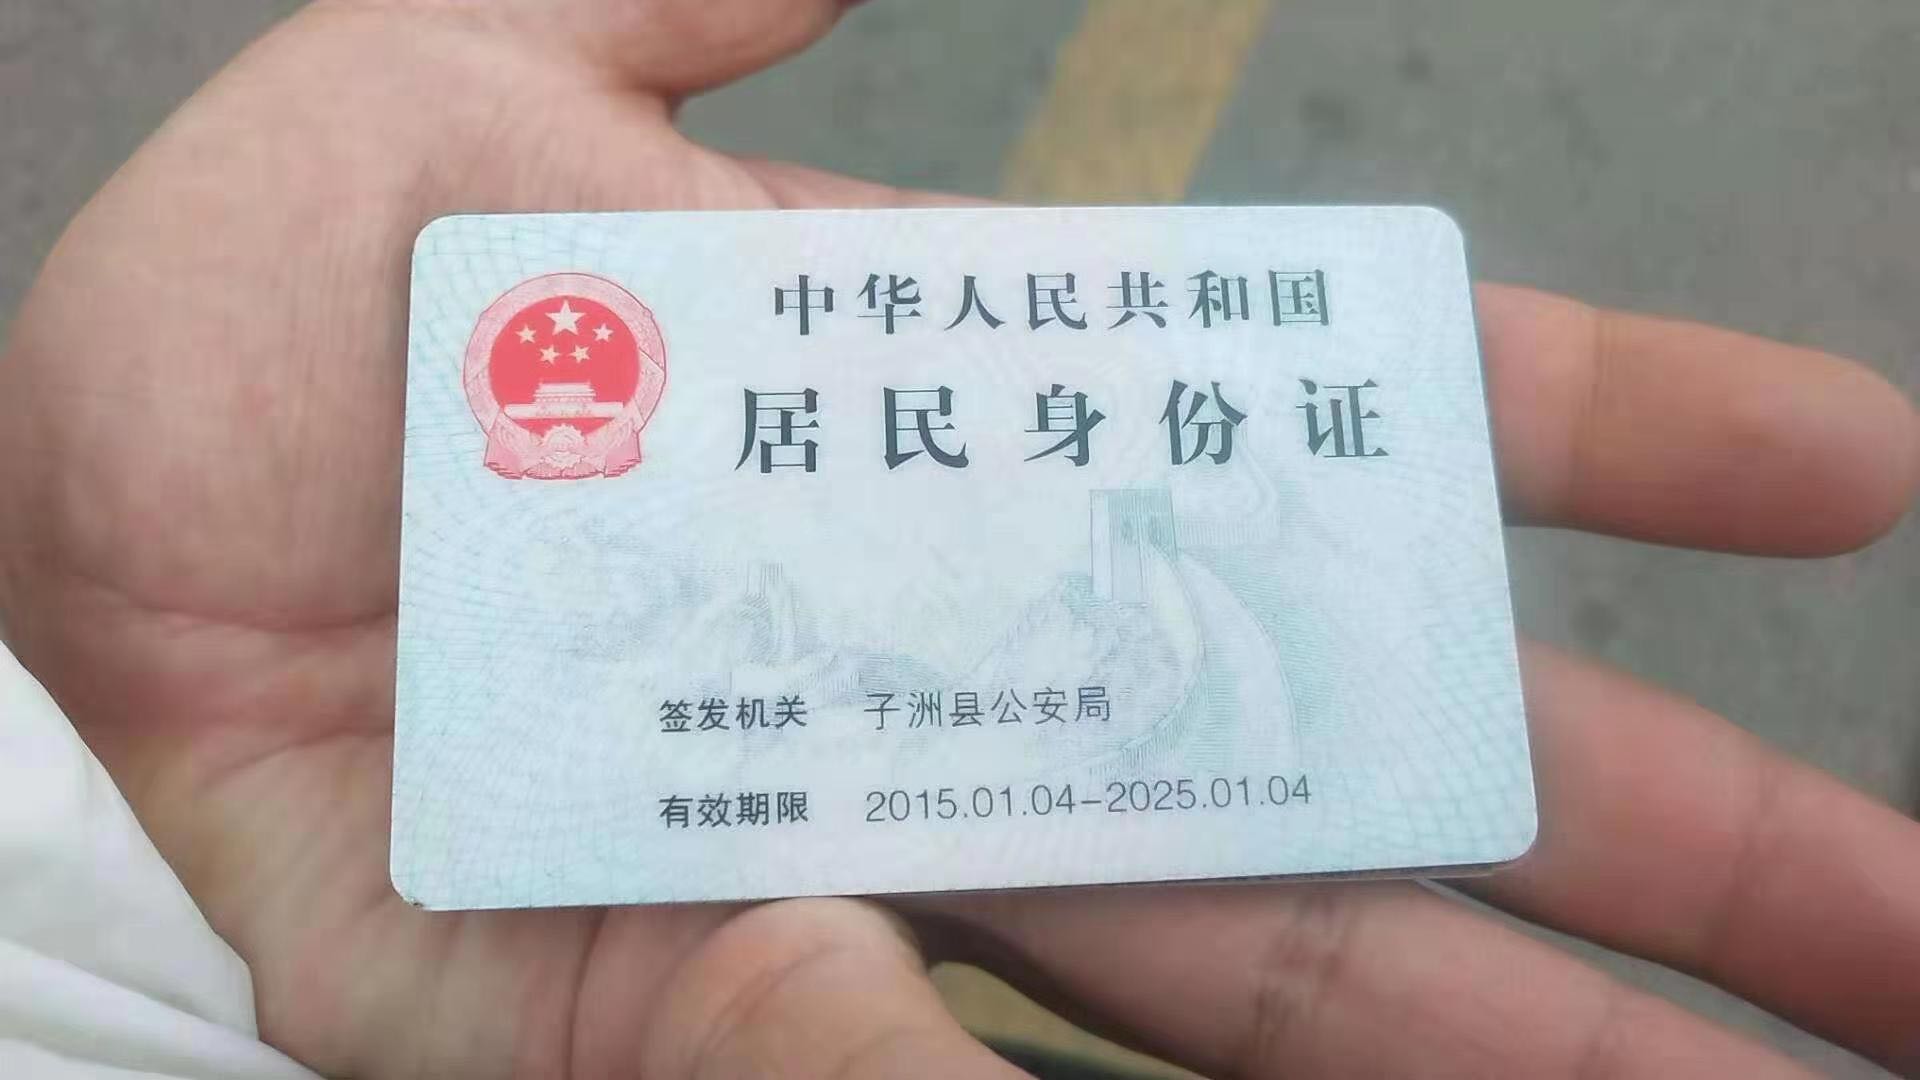 中华人民共和国
居民身份证
签发机关 子洲县公安局
有效期限 2015.01.04-2025.01.04